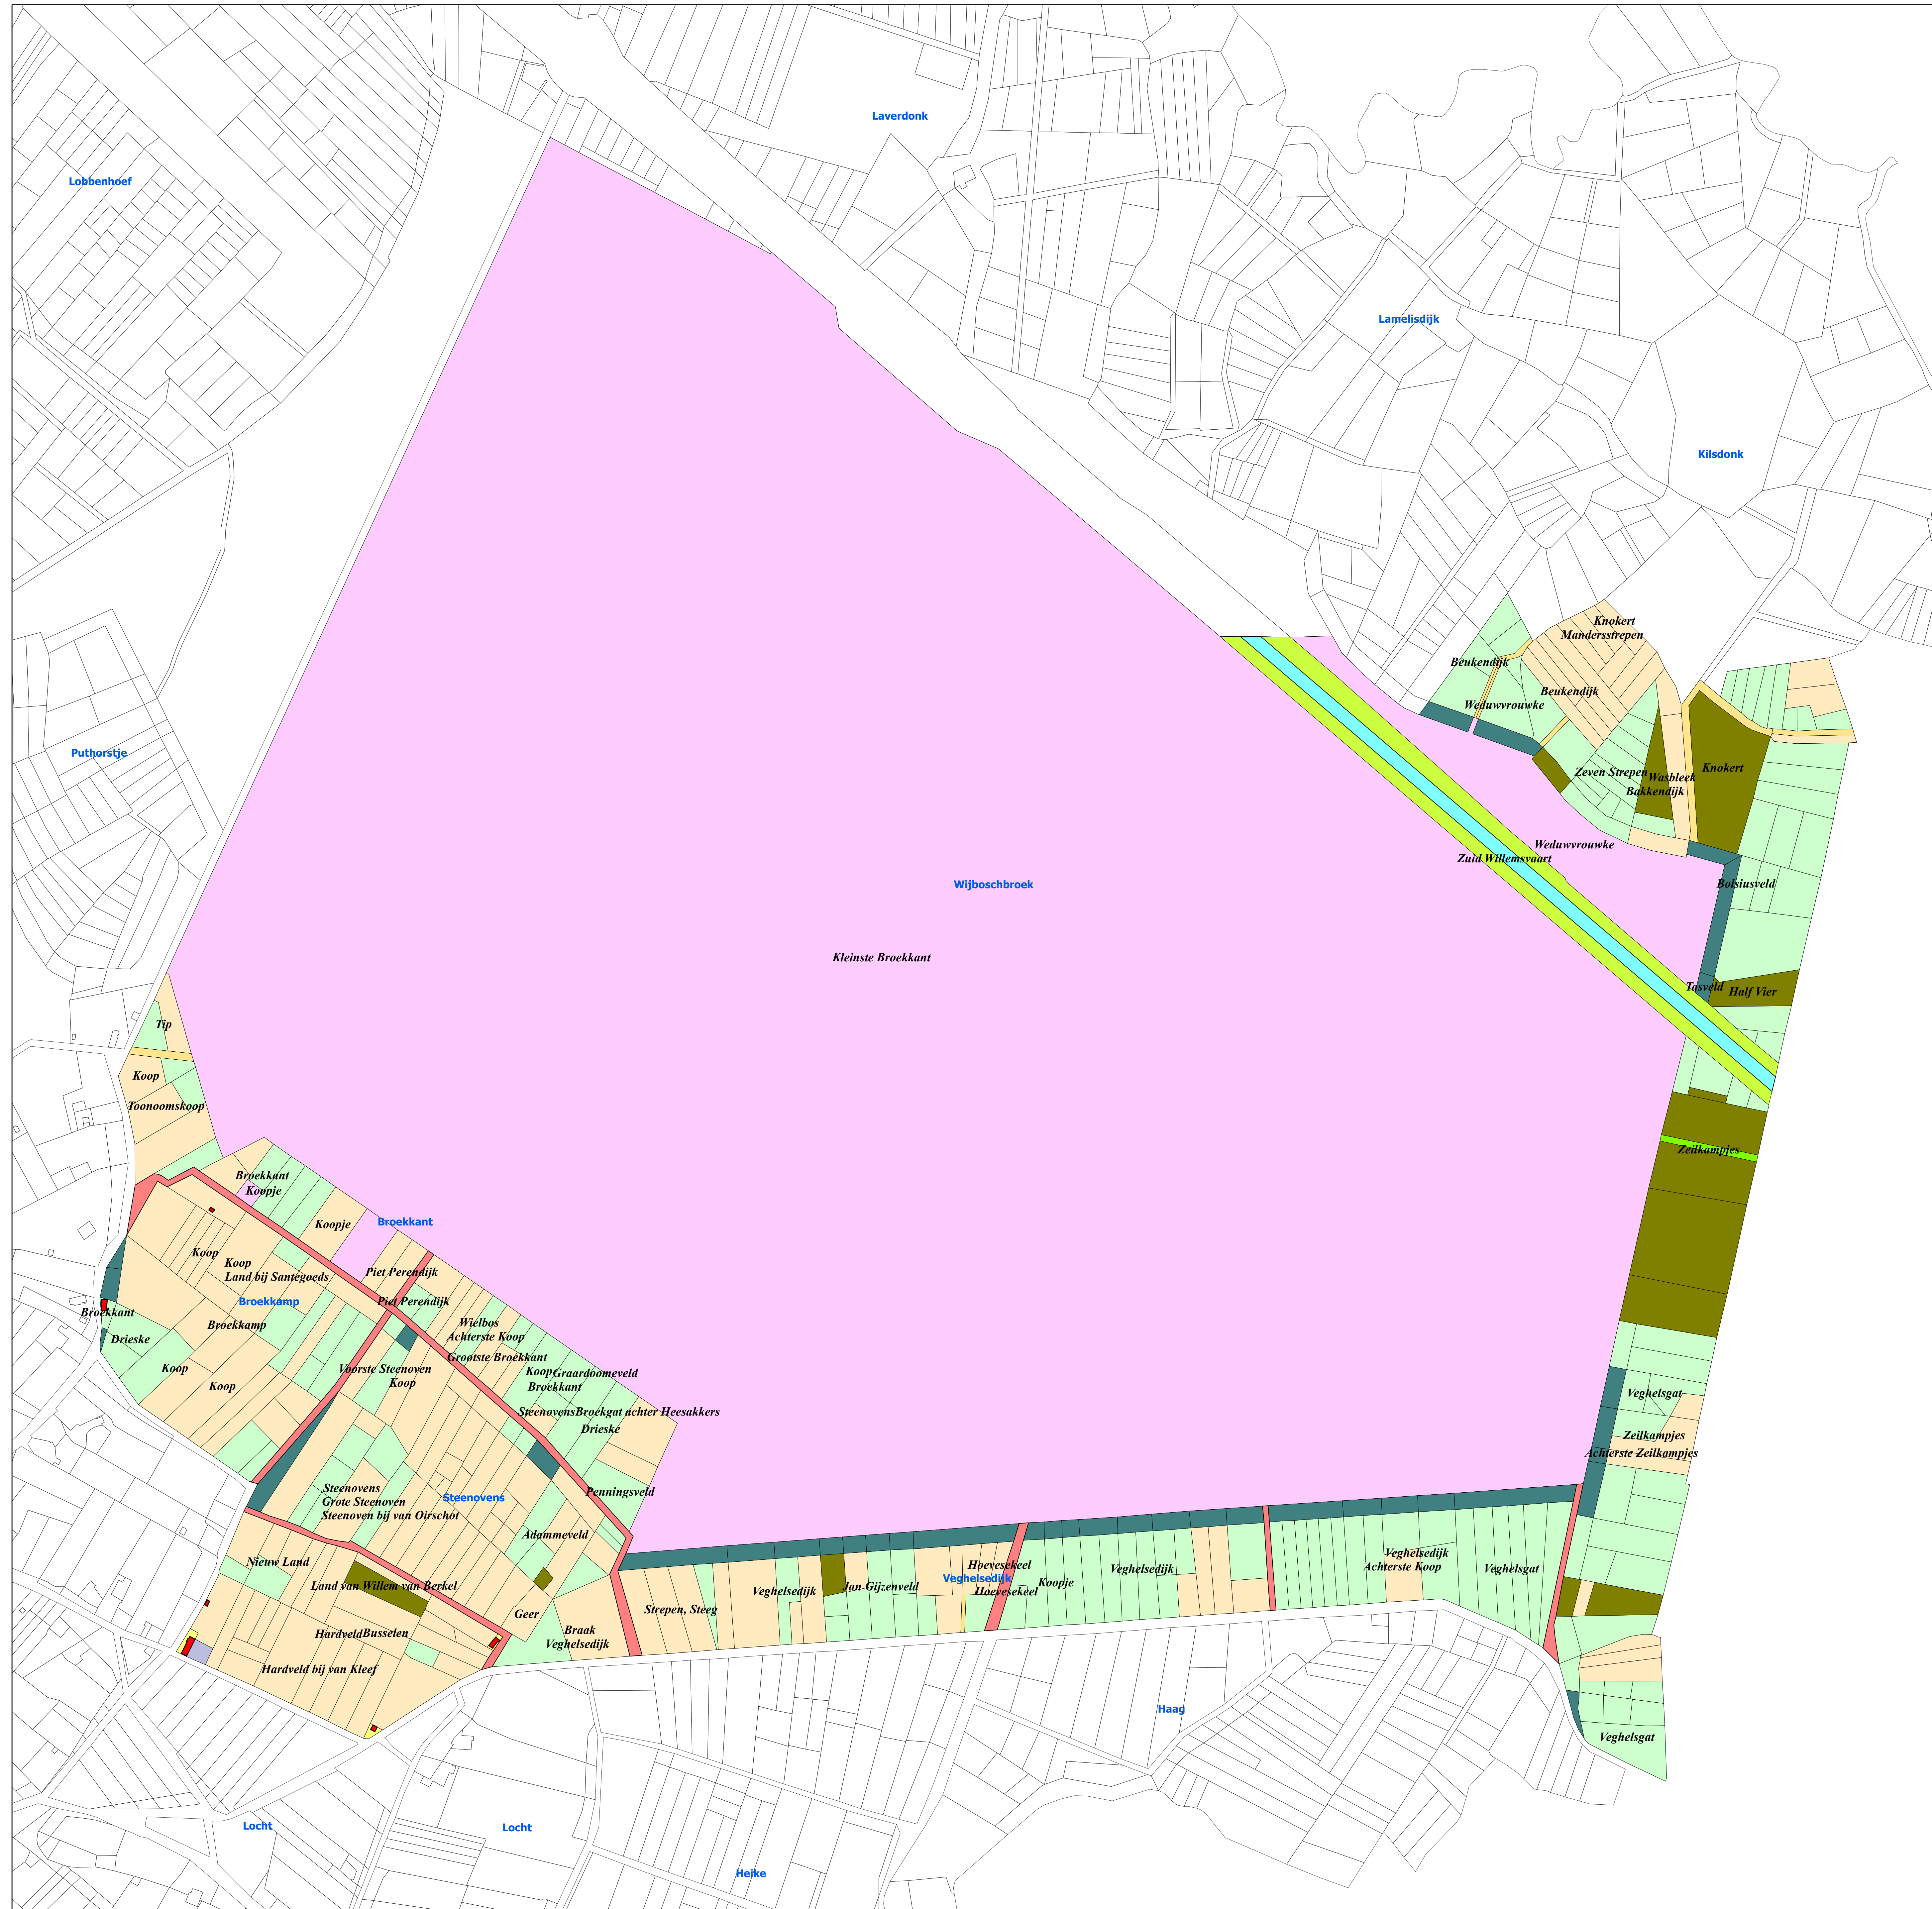 Laverdonk
Lobbenhoef
Lamelisdijk
Kilsdonk
Knokert
Mandersstrepen
Beukendijk
Beukendijk
Weduwvrouwke
Puthorstje
Zeven Strepen
Wasbleek
Knokert
Bakkendijk
Weduwvrouwke
Zuid Willemsvaart
Wijboschbroek
Bolsiusveld
Kleinste Broekkant
Tasveld
Half Vier
Tip
Koop
Toonoomskoop
Zeilkampjes
Broekkant
Koopje
Koopje
Broekkant
Koop
Koop
Land bij Santegoeds
Piet Perendijk
Piet Perendijk
Broekkamp
Broekkant
Broekkamp
Drieske
Wielbos
Achterste Koop
Grootste Broekkant
Koop
Koop
Voorste Steenoven
Koop
Koop
Graardoomeveld
Broekkant
Veghelsgat
Steenovens
Broekgat achter Heesakkers
Drieske
Zeilkampjes
Achterste Zeilkampjes
Steenovens
Grote Steenoven
Steenoven bij van Oirschot
Steenovens
Penningsveld
Adammeveld
Nieuw Land
Land van Willem van Berkel
Veghelsedijk
Jan Gijzenveld
Hoevesekeel
Veghelsedijk
Hoevesekeel
Koopje
Veghelsedijk
Veghelsedijk
Achterste Koop
Veghelsgat
Strepen, Steeg
Geer
Braak
Veghelsedijk
Hardveld
Busselen
Hardveld bij van Kleef
Haag
Veghelsgat
Locht
Locht
Heike